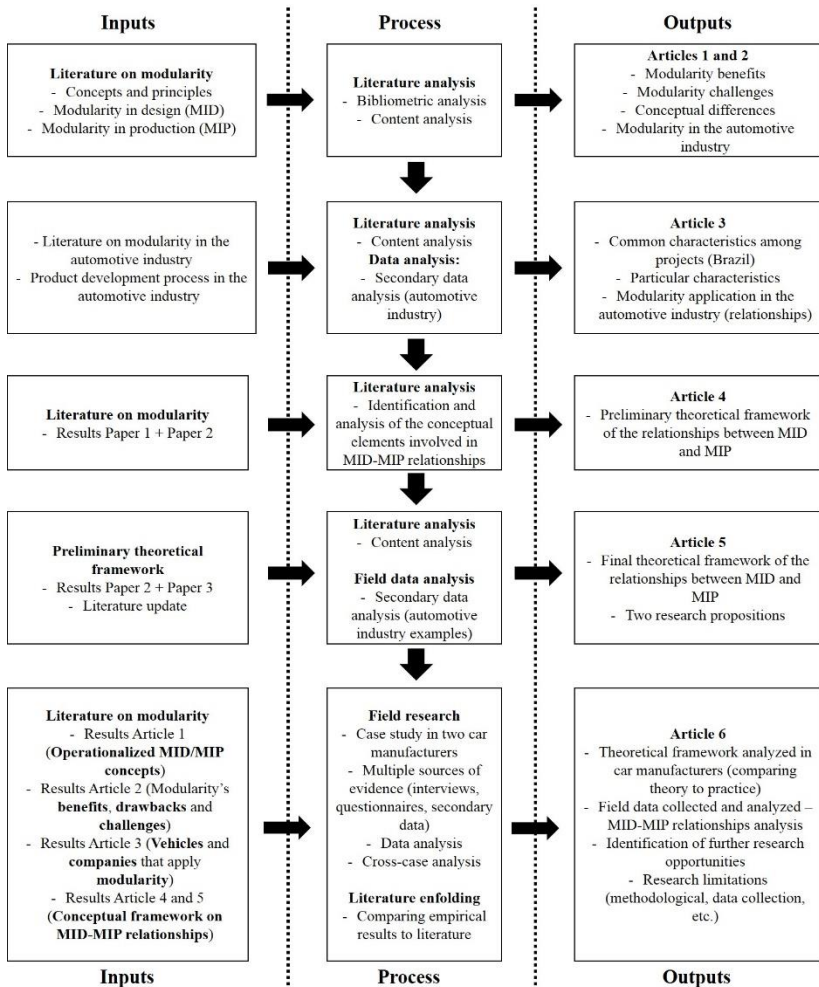 Inputs
Process
Outputs
Literature on modularity
- Concepts and principles
- Modularity in design (MID)
- Modularity in production (MIP)
Literature analysis
- Bibliometric analysis
- Content analysis
Articles 1 and 2
- Modularity benefits
- Modularity challenges
- Conceptual differences
- Modularity in the automotive
industry
- Literature on modularity in the
automotive industry
- Product development process in the
automotive industry
Literature analysis
- Content analysis
Data analysis:
- Secondary data
analysis (automotive
industry)
Article 3
- Common characteristics among
projects (Brazil)
- Particular characteristics
- Modularity application in the
automotive industry (relationships)
Literature on modularity
- Results Paper 1 + Paper 2
Literature analysis
- Identification and
analysis of the conceptual
elements involved in
MID-MIP relationships
Article 4
- Preliminary theoretical framework
of the relationships between MID
and MIP
Preliminary theoretical
framework
- Results Paper 2 + Paper 3
- Literature update
Literature analysis
- Content analysis
Field data analysis
- Secondary data
analysis (automotive
industry examples)
Article 5
- Final theoretical framework of the
relationships between MID and
MIP
- Two research propositions
Literature on modularity
- Results Article 1
(Operationalized MID/MIP
concepts)
- Results Article 2 (Modularity's
benefits, drawbacks and
challenges)
- Results Article 3 (Vehicles and
companies that apply
modularity)
- Results Article 4 and 5
(Conceptual framework on
MID-MIP relationships)
Field research
- Case study in two car
manufacturers
- Multiple sources of
evidence (interviews,
questionnaires, secondary
data)
- Data analysis
- Cross-case analysis
Literature enfolding
- Comparing empirical
results to literature
Article 6
- Theoretical framework analyzed in
car manufacturers (comparing
theory to practice)
- Field data collected and analyzed –
MID-MIP relationships analysis
- Identification of further research
opportunities
- Research limitations
(methodological, data collection,
etc.)
Inputs
Process
Outputs